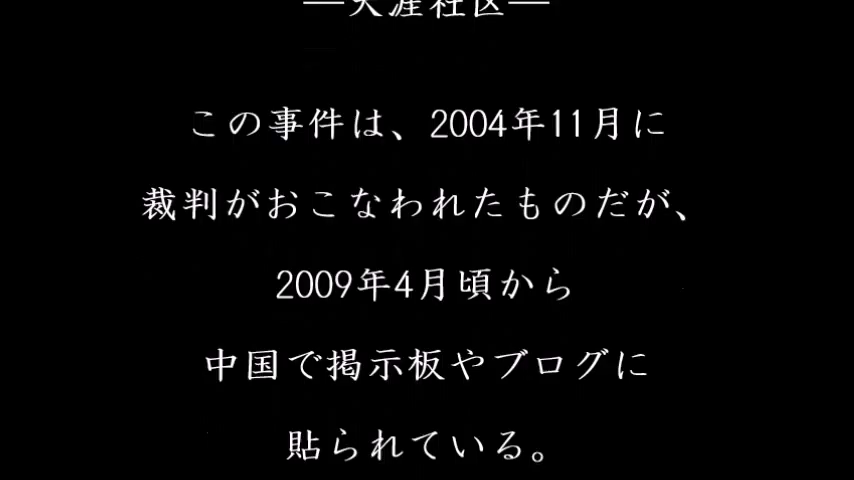 ―天涯社区―
この事件は、2004年11月に
裁判がおこなわれたものだが、
2009年4月頃から
中国で掲示板やブログに
貼られている。